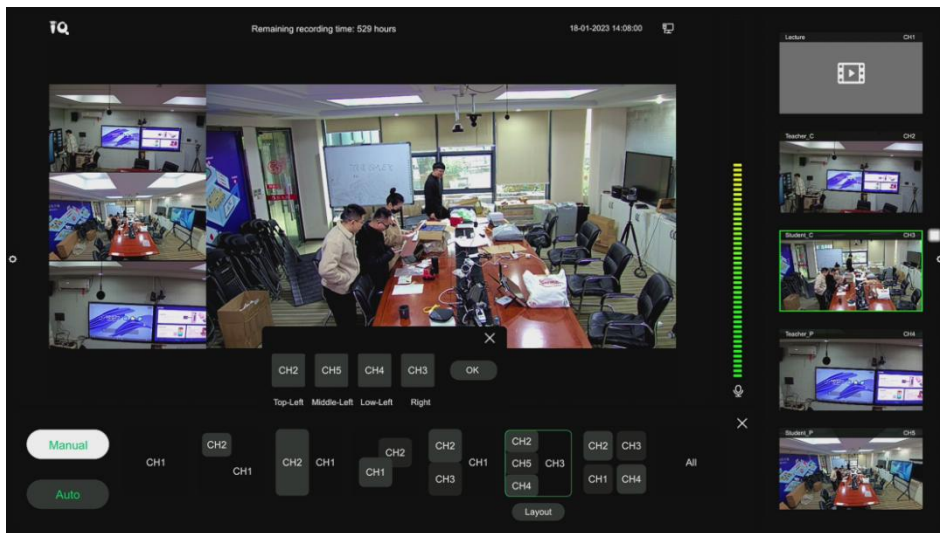 IQ
Remaining recording time: 529 hours
18-01-2023 14:08:00
Lecture CH1
Teacher_C CH2
Student_C CH3
Teacher_P CH4
Student_P CH5
CH2 CH5 CH4 CH3 OK
Top-Left Middle-Left Low-Left Right
Manual
Auto
CH1
CH2
CH1
CH2 CH1
CH2
CH1
CH2
CH3
CH1
CH2
CH5
CH4
CH3
CH2 CH3
CH1 CH4
All
Layout